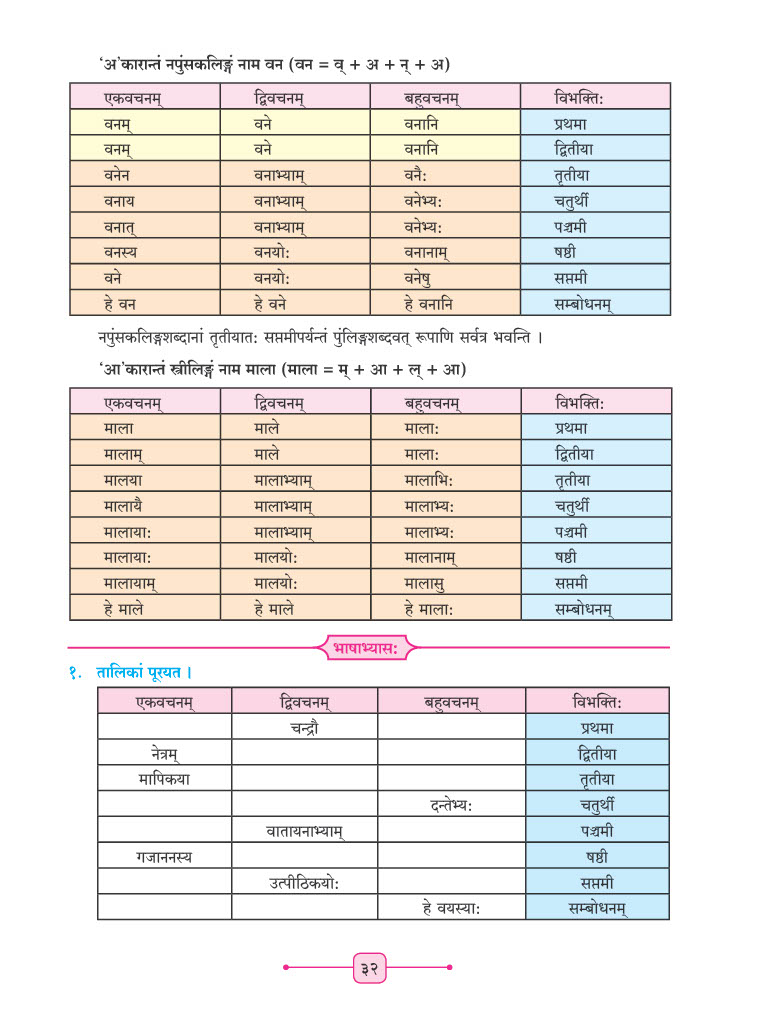 ‘अ’कारान्तं नपुंसकलिङ्गं नाम वन (वन = व् + अ + न् + अ)
एकवचनम् द्विवचनम् बहुवचनम् विभक्ति:
वनम् वने वनानि प्रथमा
वनम् वने वनानि द्वितीया
वनेन वनाभ्याम् वनै: तृतीया
वनाय वनाभ्याम् वनेभ्य: चतुर्थी
वनात् वनाभ्याम् वनेभ्य: पञ्चमी
वनस्य वनयो: वनानाम् षष्ठी
वने वनयो: वनेषु सप्तमी
हे वन हे वने हे वनानि सम्बोधनम्
नपुंसकलिङ्गशब्दानां तृतीयात: सप्तमीपर्यन्तं पुंलिङ्गशब्दवत् रूपाणि सर्वत्र भवन्ति ।
‘आ’कारान्तं स्त्रीलिङ्गं नाम माला (माला = म् + आ + ल् + आ)
एकवचनम् द्विवचनम् बहुवचनम् विभक्ति:
माला माले माला: प्रथमा
मालाम् माले माला: द्वितीया
मालया मालाभ्याम् मालाभि: तृतीया
मालायै मालाभ्याम् मालाभ्य: चतुर्थी
मालाया: मालाभ्याम् मालाभ्य: पञ्चमी
मालाया: मालयो: मालानाम् षष्ठी
मालायाम् मालयो: मालासु सप्तमी
हे माले हे माले हे माला: सम्बोधनम्
भाषाभ्यास:
१. तालिकां पूरयत ।
एकवचनम् द्विवचनम् बहुवचनम् विभक्ति:
चन्द्रौ प्रथमा
नेत्रम् द्वितीया
मापिकया तृतीया
दन्तेभ्य: चतुर्थी
वातायनाभ्याम् पञ्चमी
गजाननस्य षष्ठी
उत्पीठिकयो: सप्तमी
हे वयस्या: सम्बोधनम्
३२